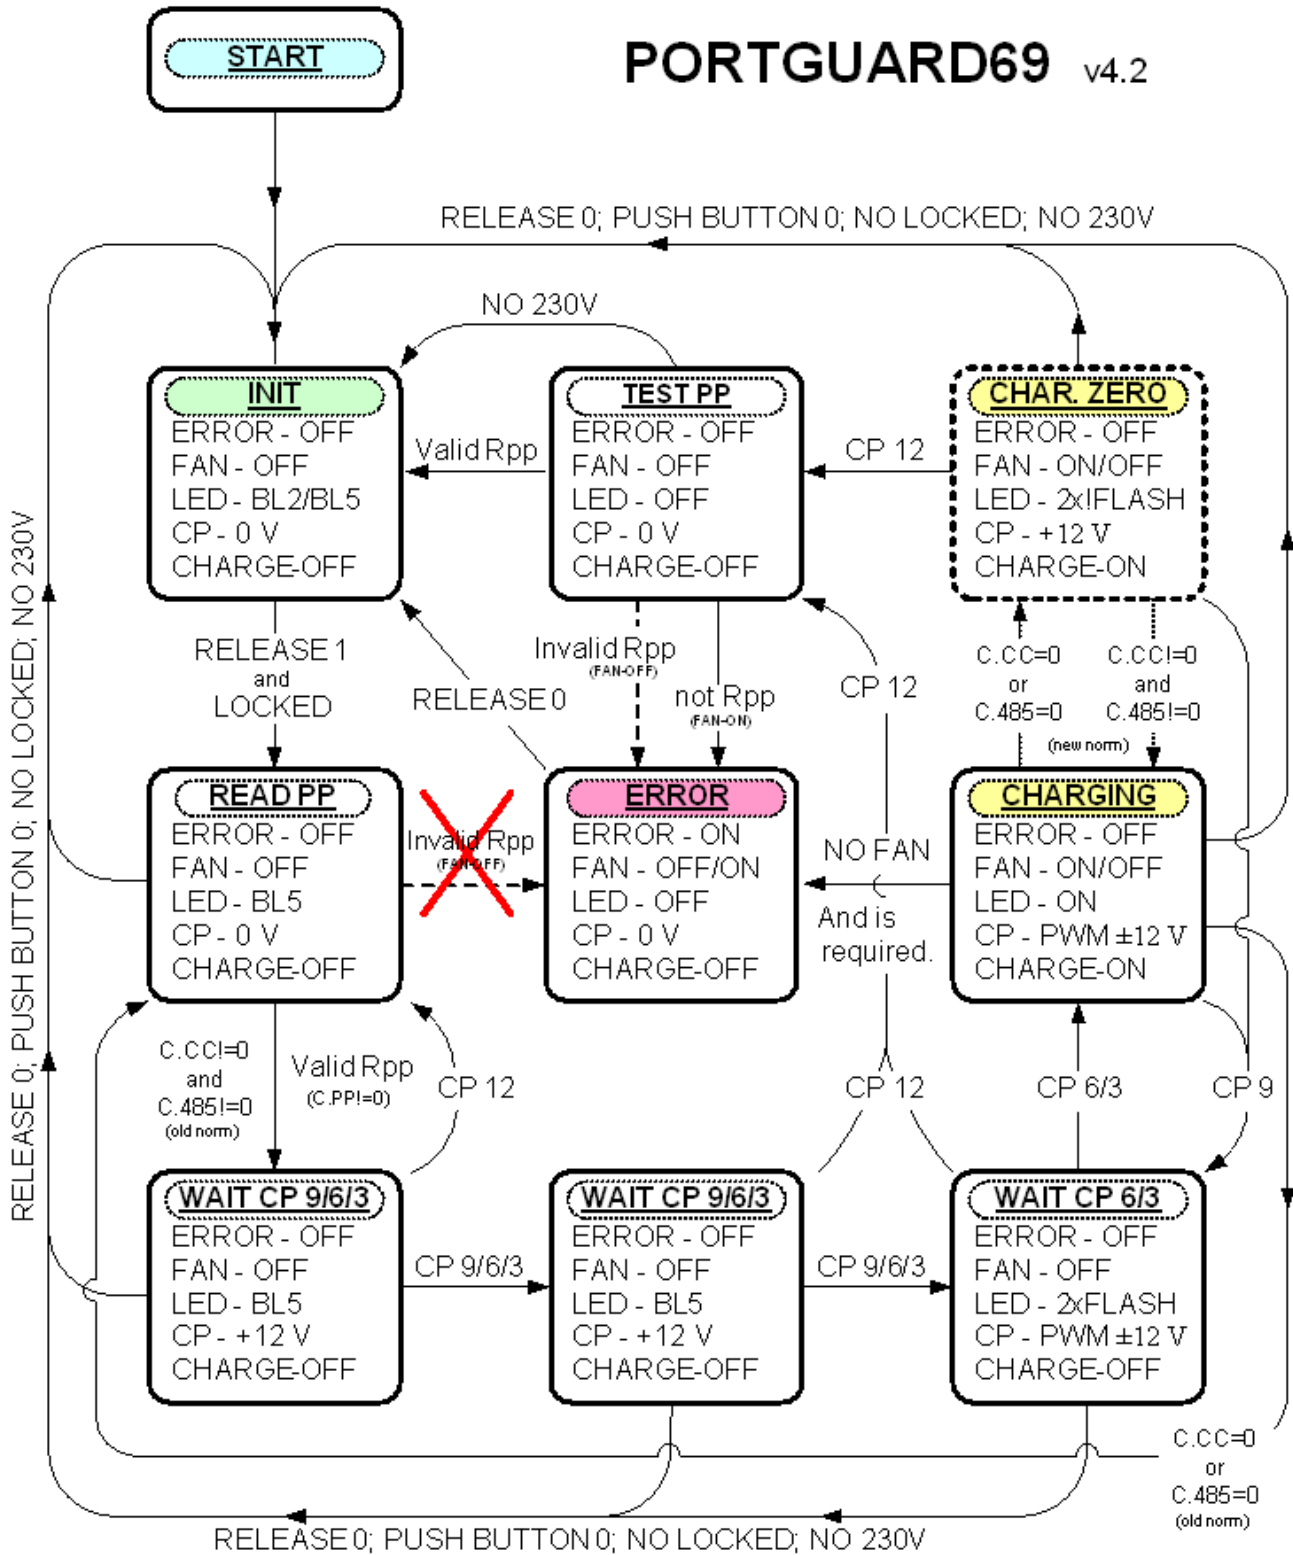 START
PORTGUARD69 v4.2
RELEASE 0; PUSH BUTTON 0; NO LOCKED; NO 230V
NO 230V
INIT
ERROR - OFF
FAN - OFF
LED - BL2/BL5
CP - 0 V
CHARGE-OFF
Valid Rpp
TEST PP
ERROR - OFF
FAN - OFF
LED - OFF
CP - 0 V
CHARGE-OFF
CP 12
CHAR. ZERO
ERROR - OFF
FAN - ON/OFF
LED - 2x!FLASH
CP - +12 V
CHARGE-ON
RELEASE 0; PUSH BUTTON 0; NO LOCKED; NO 230V
RELEASE 1
and
LOCKED
RELEASE 0
Invalid Rpp
(FAN-OFF)
not Rpp
(FAN-ON)
CP 12
C.CC=0
or
C.485=0
C.CC!=0
and
C.485!=0
(new norm)
READ PP
ERROR - OFF
FAN - OFF
LED - BL5
CP - 0 V
CHARGE-OFF
Invalid Rpp
(FAN-OFF)
ERROR
ERROR - ON
FAN - OFF/ON
LED - OFF
CP - 0 V
CHARGE-OFF
NO FAN
And is
required.
CHARGING
ERROR - OFF
FAN - ON/OFF
LED - ON
CP - PWM ±12 V
CHARGE-ON
C.CC!=0
and
C.485!=0
(old norm)
Valid Rpp
(C.PP!=0)
CP 12
CP 12
CP 6/3
CP 9
WAIT CP 9/6/3
ERROR - OFF
FAN - OFF
LED - BL5
CP - +12 V
CHARGE-OFF
CP 9/6/3
WAIT CP 9/6/3
ERROR - OFF
FAN - OFF
LED - BL5
CP - +12 V
CHARGE-OFF
CP 9/6/3
WAIT CP 6/3
ERROR - OFF
FAN - OFF
LED - 2xFLASH
CP - PWM ±12 V
CHARGE-OFF
C.CC=0
or
C.485=0
(old norm)
RELEASE 0; PUSH BUTTON 0; NO LOCKED; NO 230V